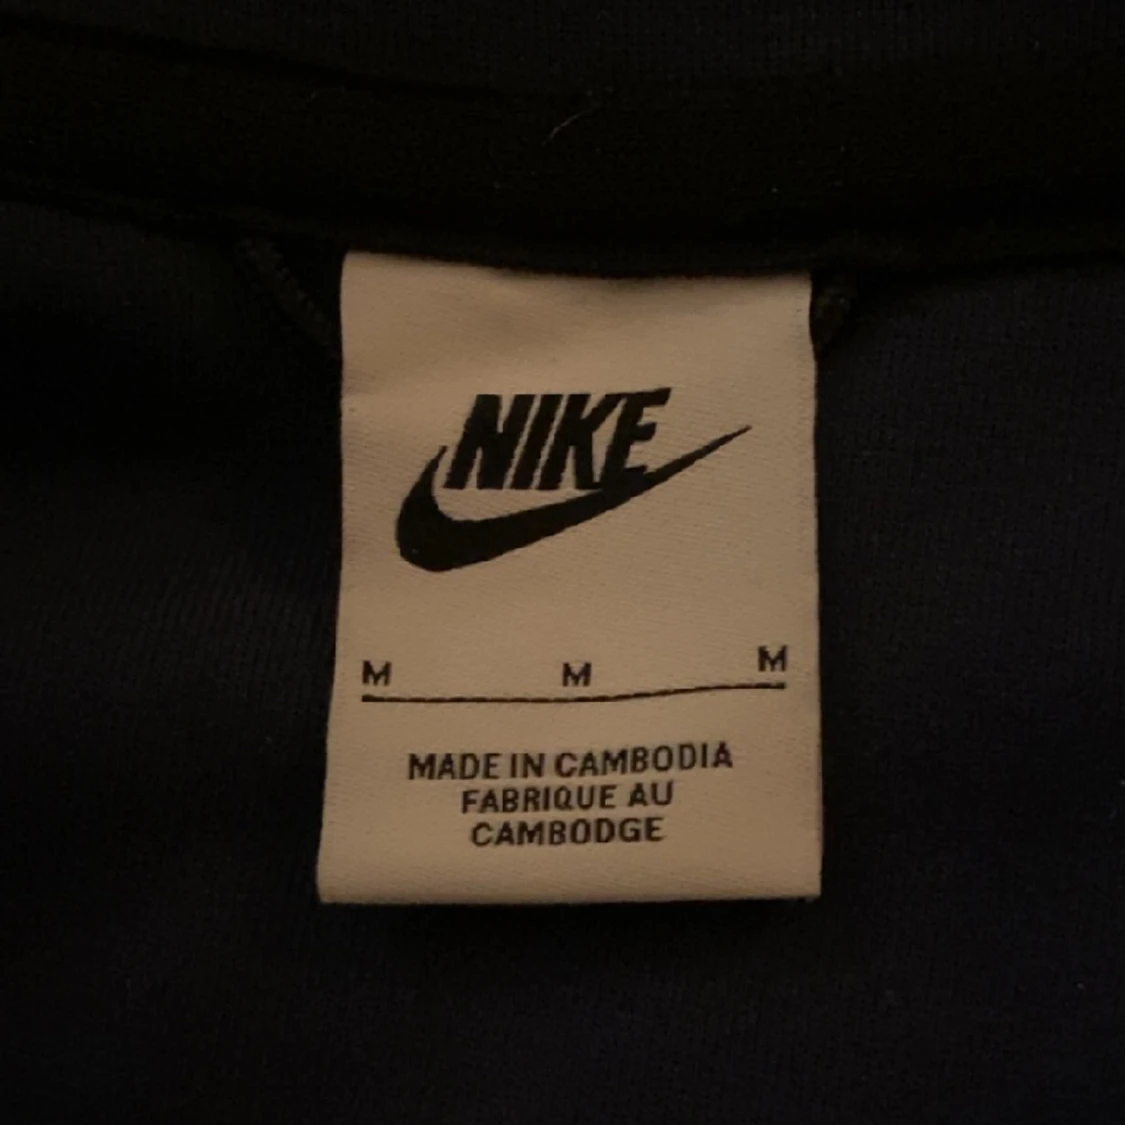 NIKE
M M M
MADE IN CAMBODIA
FABRIQUE AU
CAMBODGE